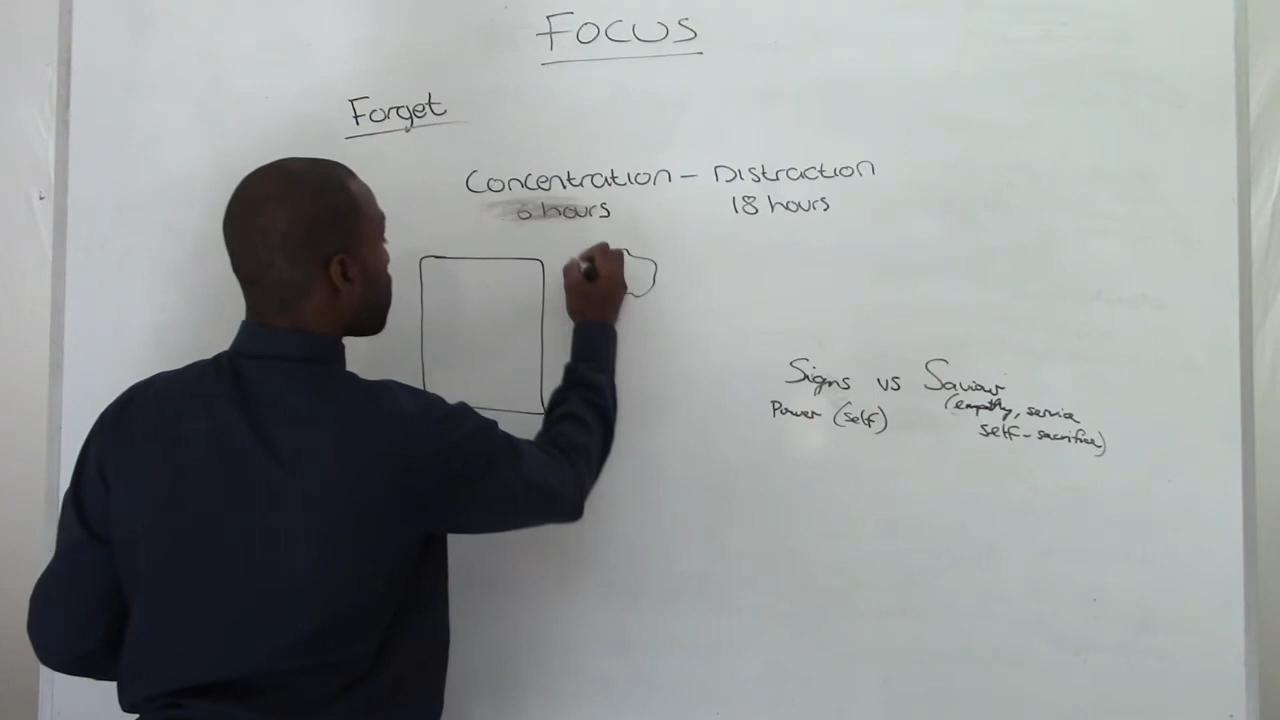 FOCUS
Forget
Concentration - Distraction
6 hours 18 hours
Signs vs Saviour
Power (self) (empathy, service
self-sacrifice)